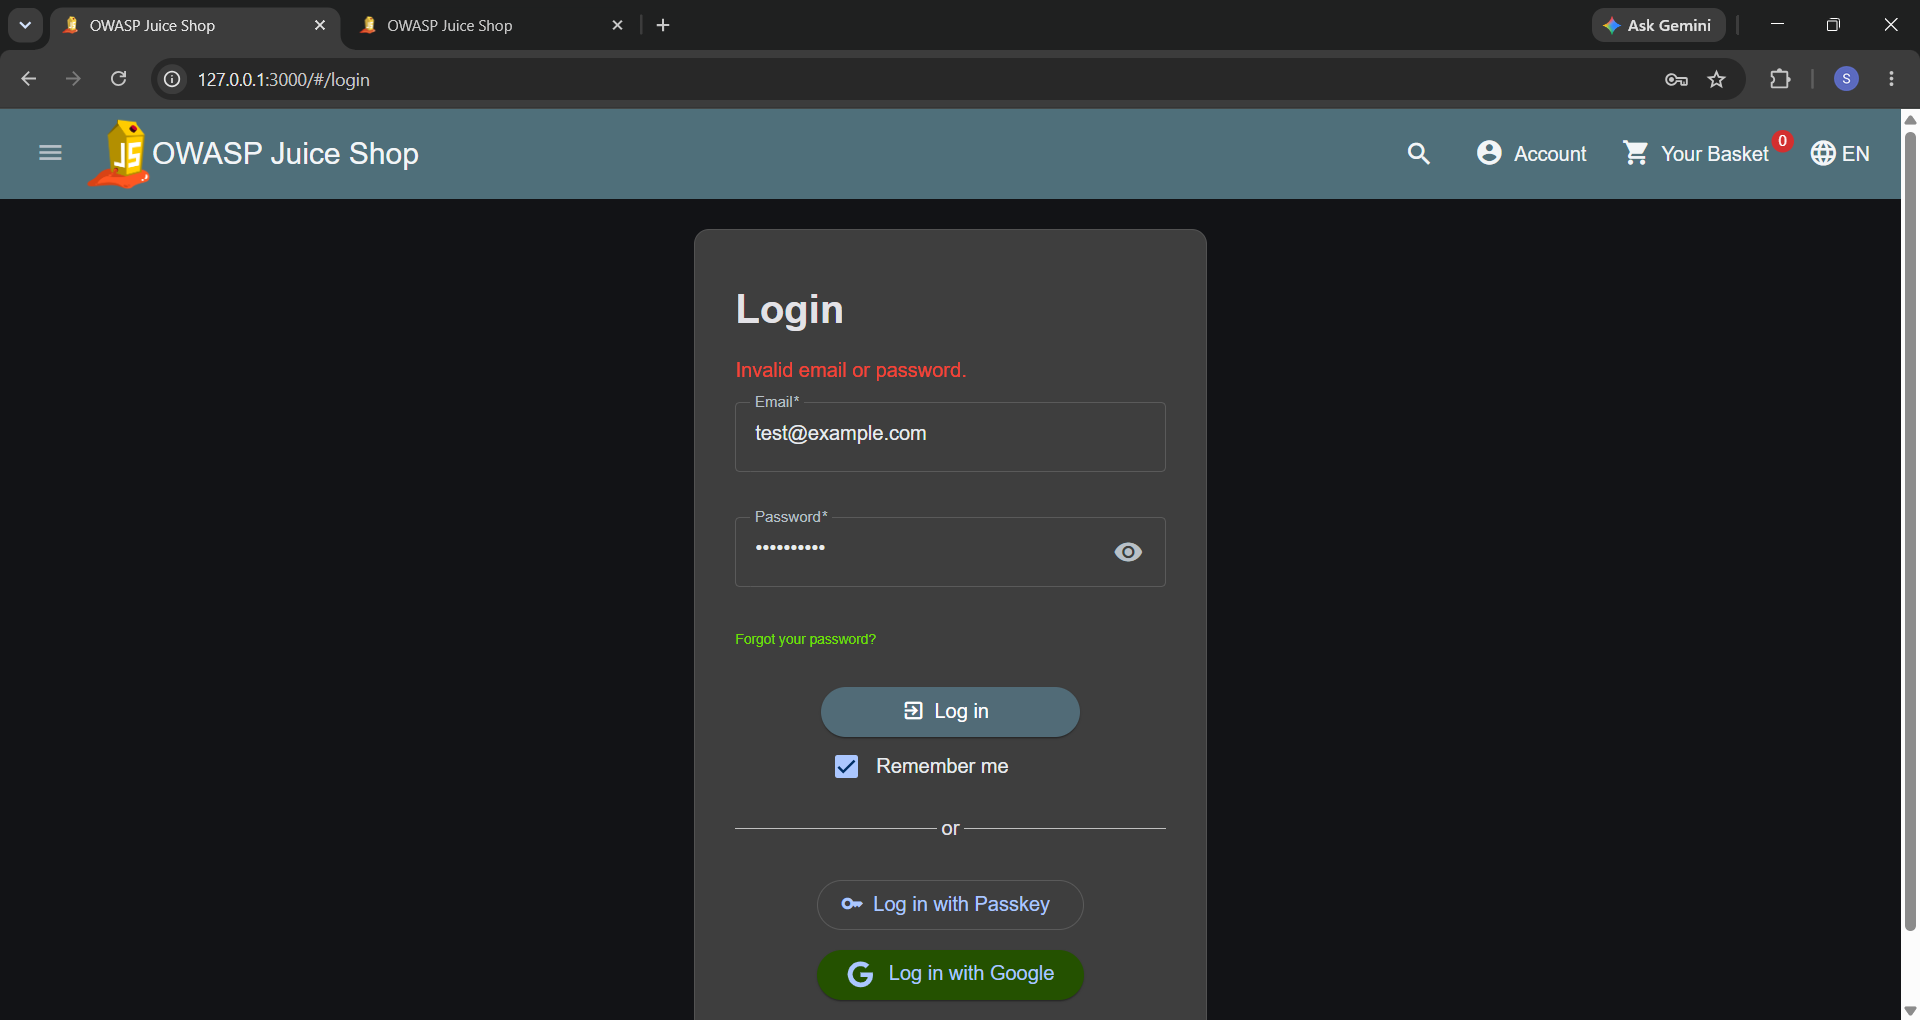 OWASP Juice Shop
OWASP Juice Shop
Ask Gemini
127.0.0.1:3000/#/login
S
JS
OWASP Juice Shop
Account
Your Basket
0
EN
Login
Invalid email or password.
Email*
test@example.com
Password*
••••••••••
Forgot your password?
Log in
Remember me
or
Log in with Passkey
G
Log in with Google